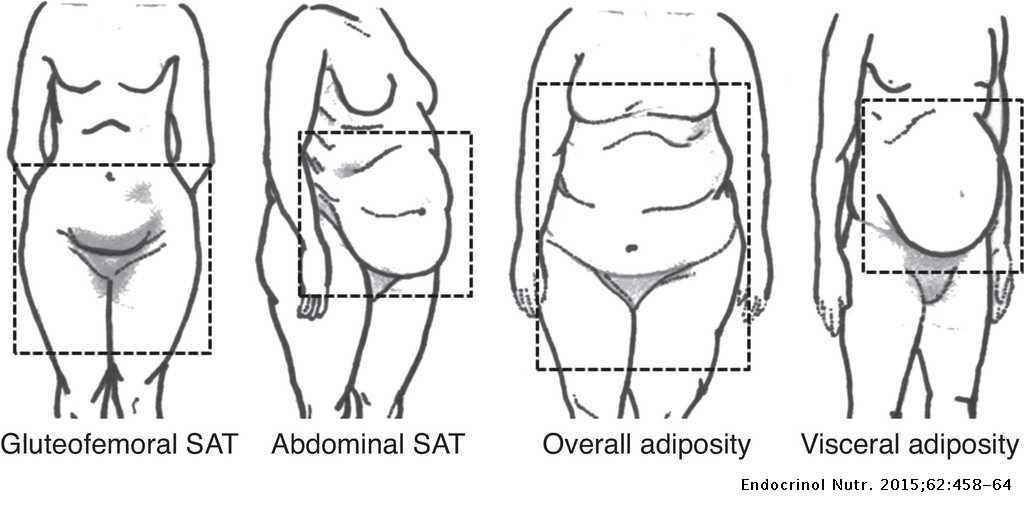 Gluteofemoral SAT
Abdominal SAT
Overall adiposity
Visceral adiposity
Endocrinol Nutr. 2015;62:458–64